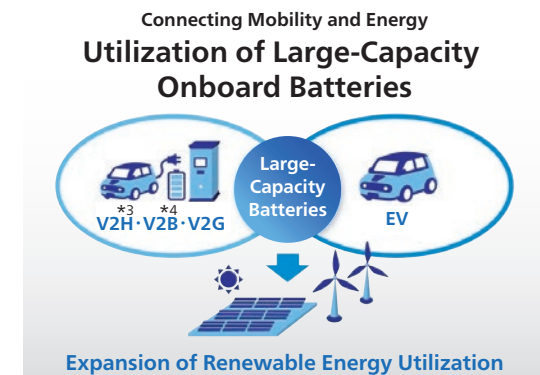 Connecting Mobility and Energy
Utilization of Large-Capacity
Onboard Batteries
Large-
Capacity
Batteries
*3 *4
V2H·V2B·V2G
EV
Expansion of Renewable Energy Utilization